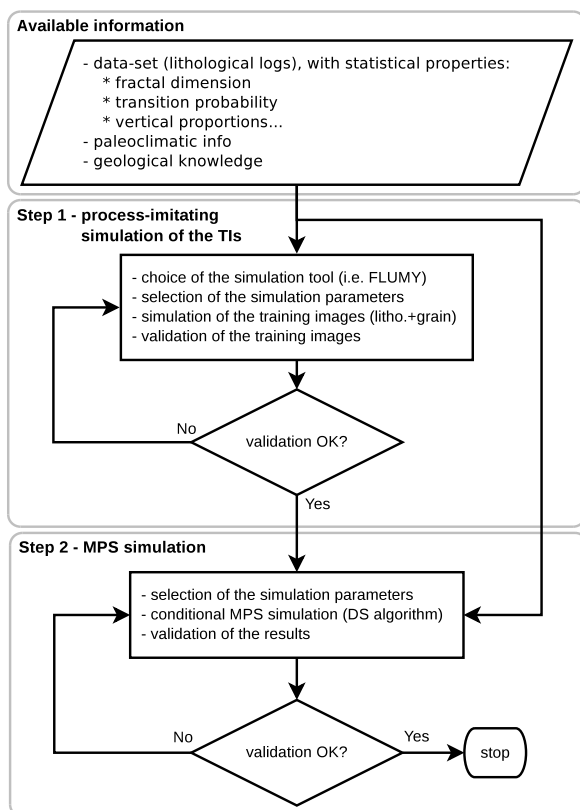 Available information
- data-set (lithological logs), with statistical properties:
* fractal dimension
* transition probability
* vertical proportions...
- paleoclimatic info
- geological knowledge
Step 1 - process-imitating
simulation of the TIs
- choice of the simulation tool (i.e. FLUMY)
- selection of the simulation parameters
- simulation of the training images (litho.+grain)
- validation of the training images
No
validation OK?
Yes
Step 2 - MPS simulation
- selection of the simulation parameters
- conditional MPS simulation (DS algorithm)
- validation of the results
No
validation OK?
Yes
stop